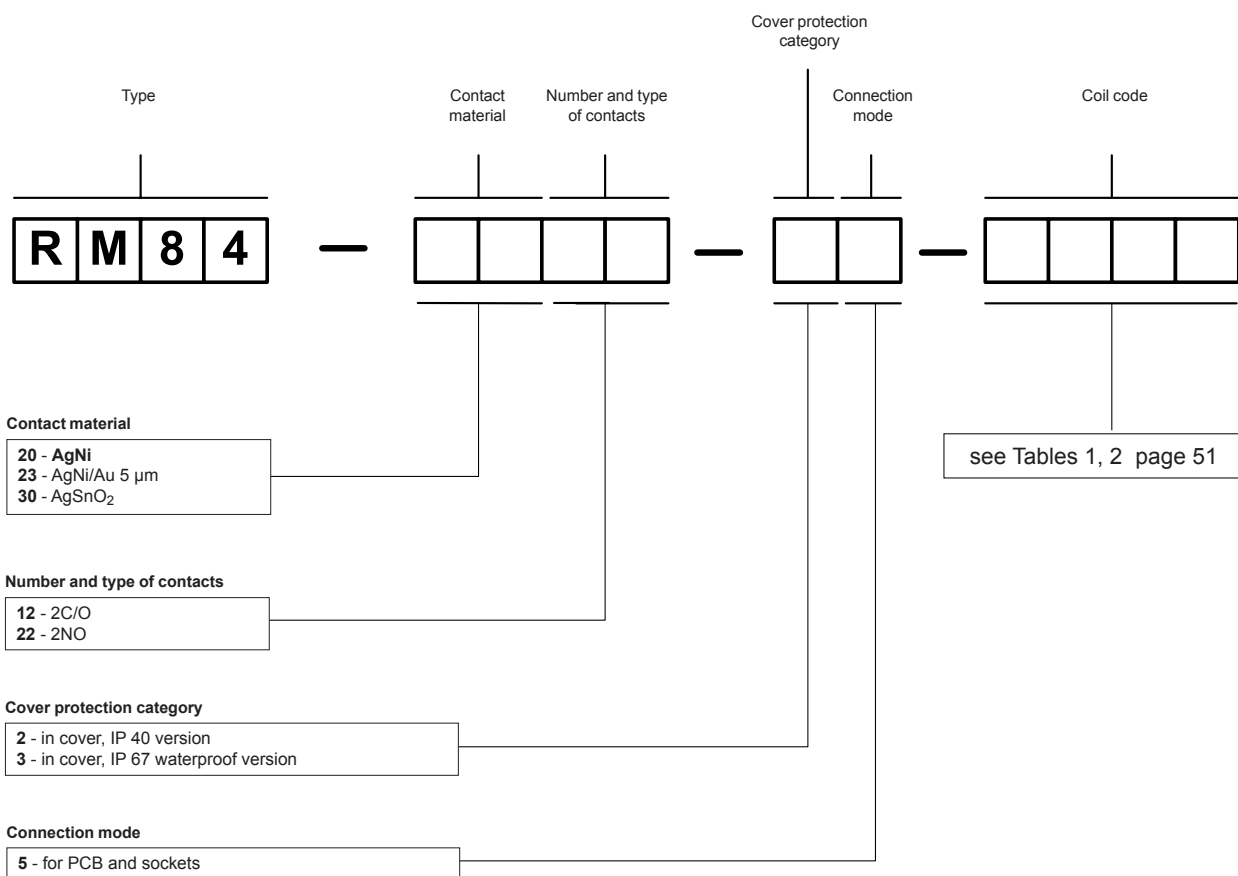 Cover protection
category
Type
Contact
material
Number and type
of contacts
Connection
mode
Coil code
RM84 — — —
Contact material
20 - AgNi
23 - AgNi/Au 5 µm
30 - AgSnO₂
see Tables 1, 2 page 51
Number and type of contacts
12 - 2C/O
22 - 2NO
Cover protection category
2 - in cover, IP 40 version
3 - in cover, IP 67 waterproof version
Connection mode
5 - for PCB and sockets